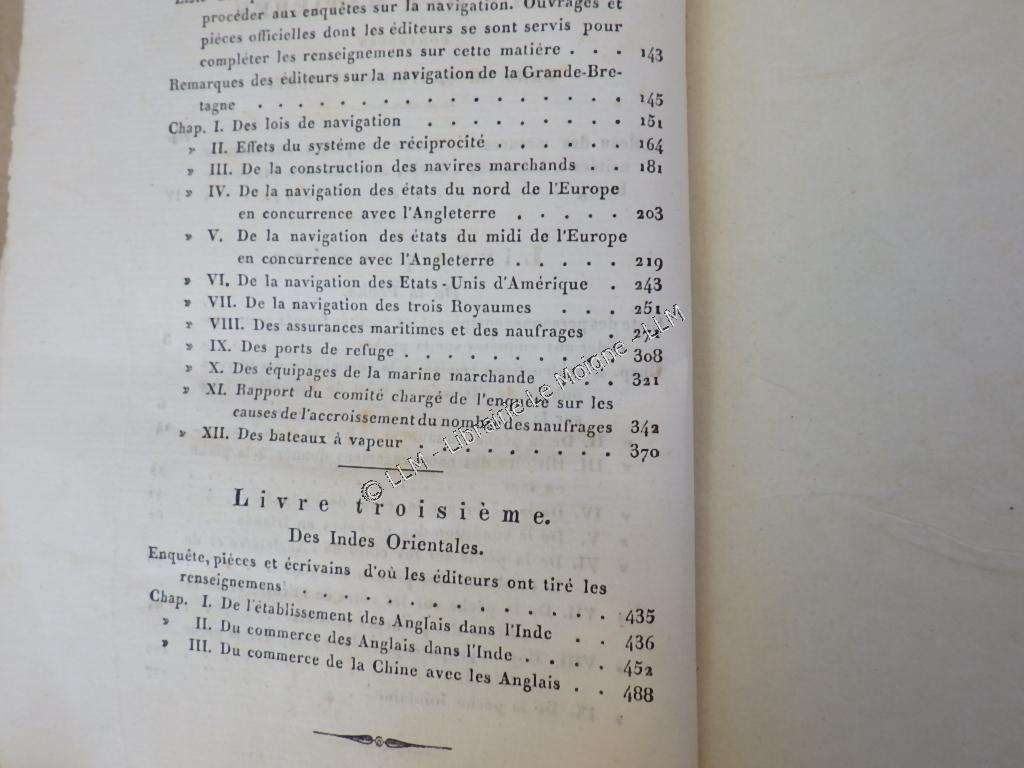 procéder aux enquêtes sur la navigation. Ouvrages et
pièces officielles dont les éditeurs se sont servis pour
compléter les renseignemens sur cette matière . . . 143
Remarques des éditeurs sur la navigation de la Grande-Bre-
tagne . . . . . . . . . . . . . . 145
Chap. I. Des lois de navigation . . . . . . . . . 151
» II. Effets du système de réciprocité . . . . . . 164
» III. De la construction des navires marchands . . 181
» IV. De la navigation des états du nord de l'Europe
en concurrence avec l'Angleterre . . . . . 203
» V. De la navigation des états du midi de l'Europe
en concurrence avec l'Angleterre . . . . . 219
» VI. De la navigation des Etats-Unis d'Amérique . 243
» VII. De la navigation des trois Royaumes . . . 251
» VIII. Des assurances maritimes et des naufrages .
» IX. Des ports de refuge . . . . . . . . . . 308
» X. Des équipages de la marine marchande . . . 321
» XI. Rapport du comité chargé de l'enquête sur les
causes de l'accroissement du nombre des naufrages 342
» XII. Des bateaux à vapeur . . . . . . . . . 370
© LLM - Librairie Le Moigne - LLM
Livre troisième.
Des Indes Orientales.
Enquête, pièces et écrivains d'où les éditeurs ont tiré les
renseignemens . . . . . . . . . . . . . 435
Chap. I. De l'établissement des Anglais dans l'Inde . . 436
» II. Du commerce des Anglais dans l'Inde . . . . 452
» III. Du commerce de la Chine avec les Anglais . . 488